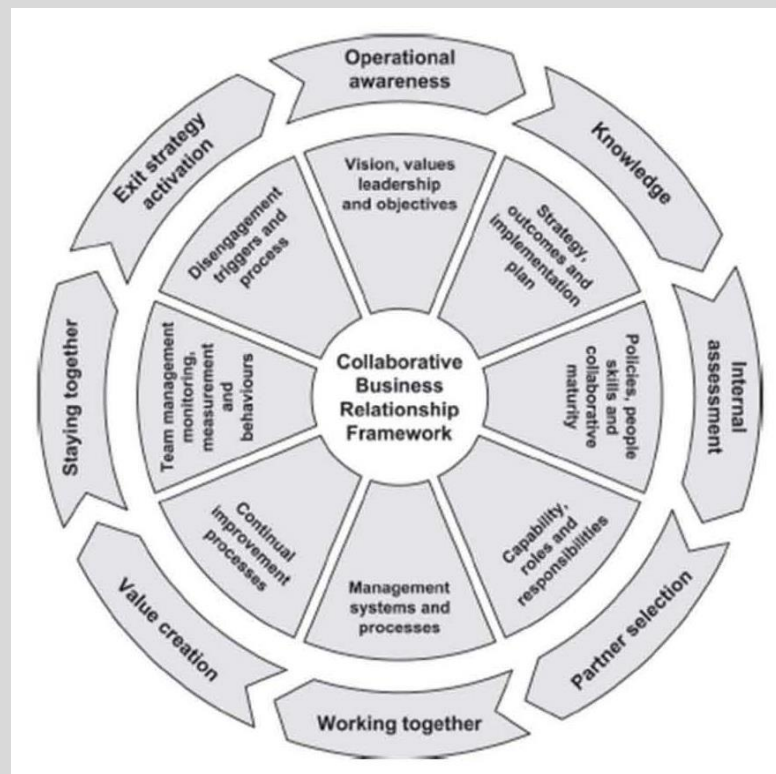 Operational
awareness
Knowledge
Internal
assessment
Partner selection
Working together
Value creation
Staying together
Exit strategy
activation
Vision, values
leadership
and objectives
Strategy,
outcomes and
implementation
plan
Policies, people
skills and
collaborative
maturity
Capability,
roles and
responsibilities
Management
systems and
processes
Continual
improvement
processes
Team management
monitoring,
measurement
and
behaviours
Disengagement
triggers and
process
Collaborative
Business
Relationship
Framework